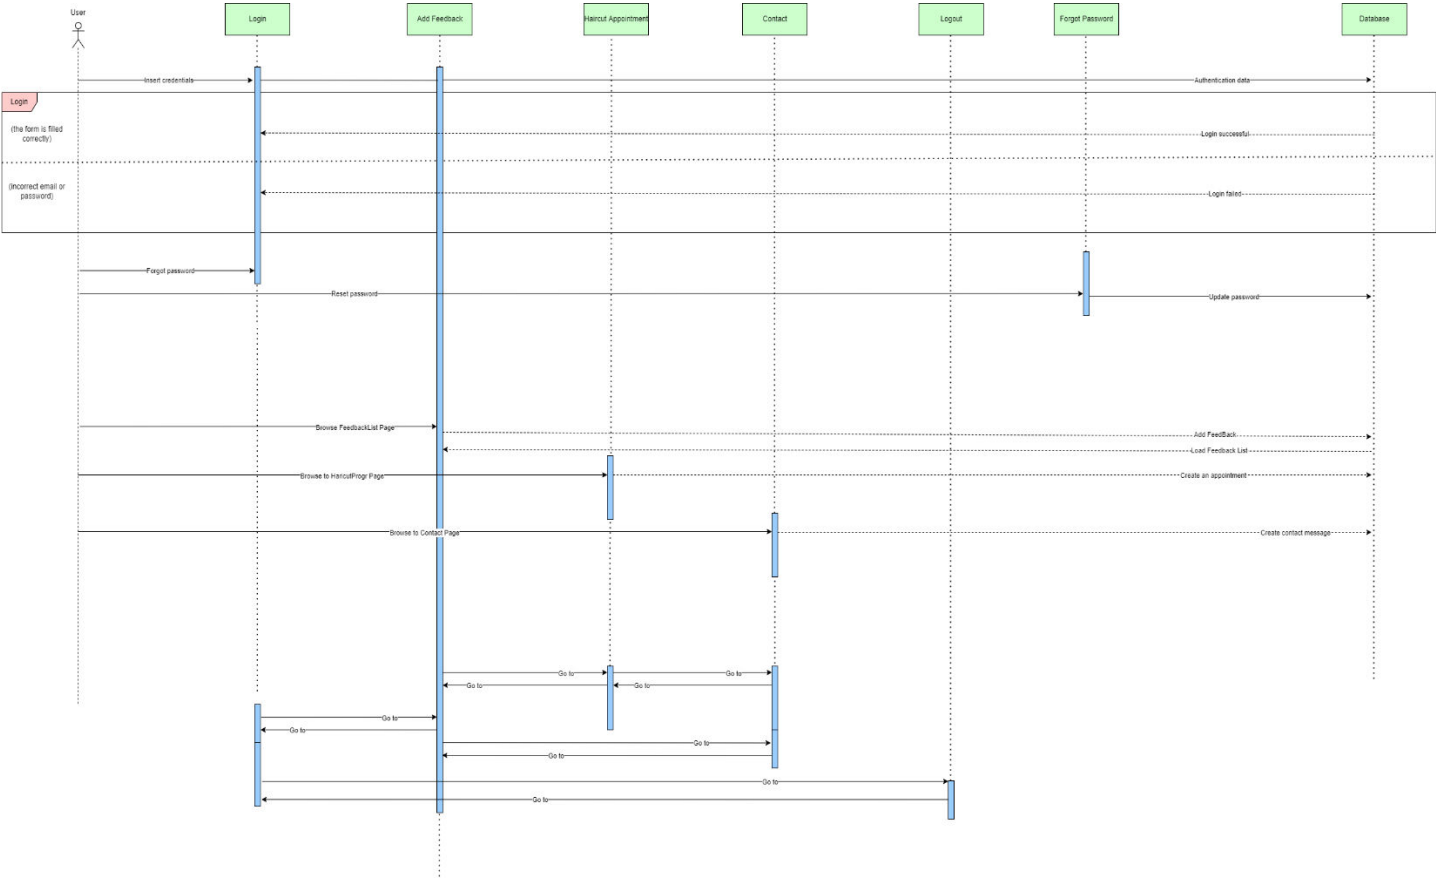 User
Login
Add Feedback
Haircut Appointment
Contact
Logout
Forgot Password
Database
Insert credentials
Authentication data
Login
(the form is filled
correctly)
Login successful
(incorrect email or
password)
Login failed
Forgot password
Reset password
Update password
Browse FeedbackList Page
Add FeedBack
Load Feedback List
Browse to HaircutProgr Page
Create an appointment
Browse to Contact Page
Create contact message
Go to
Go to
Go to
Go to
Go to
Go to
Go to
Go to
Go to
Go to